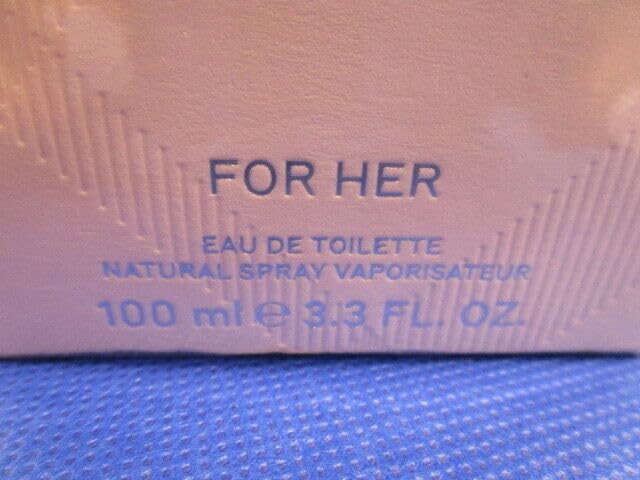 FOR HER
EAU DE TOILETTE
NATURAL SPRAY VAPORISATEUR
100 ml ℮ 3.3 FL. OZ.